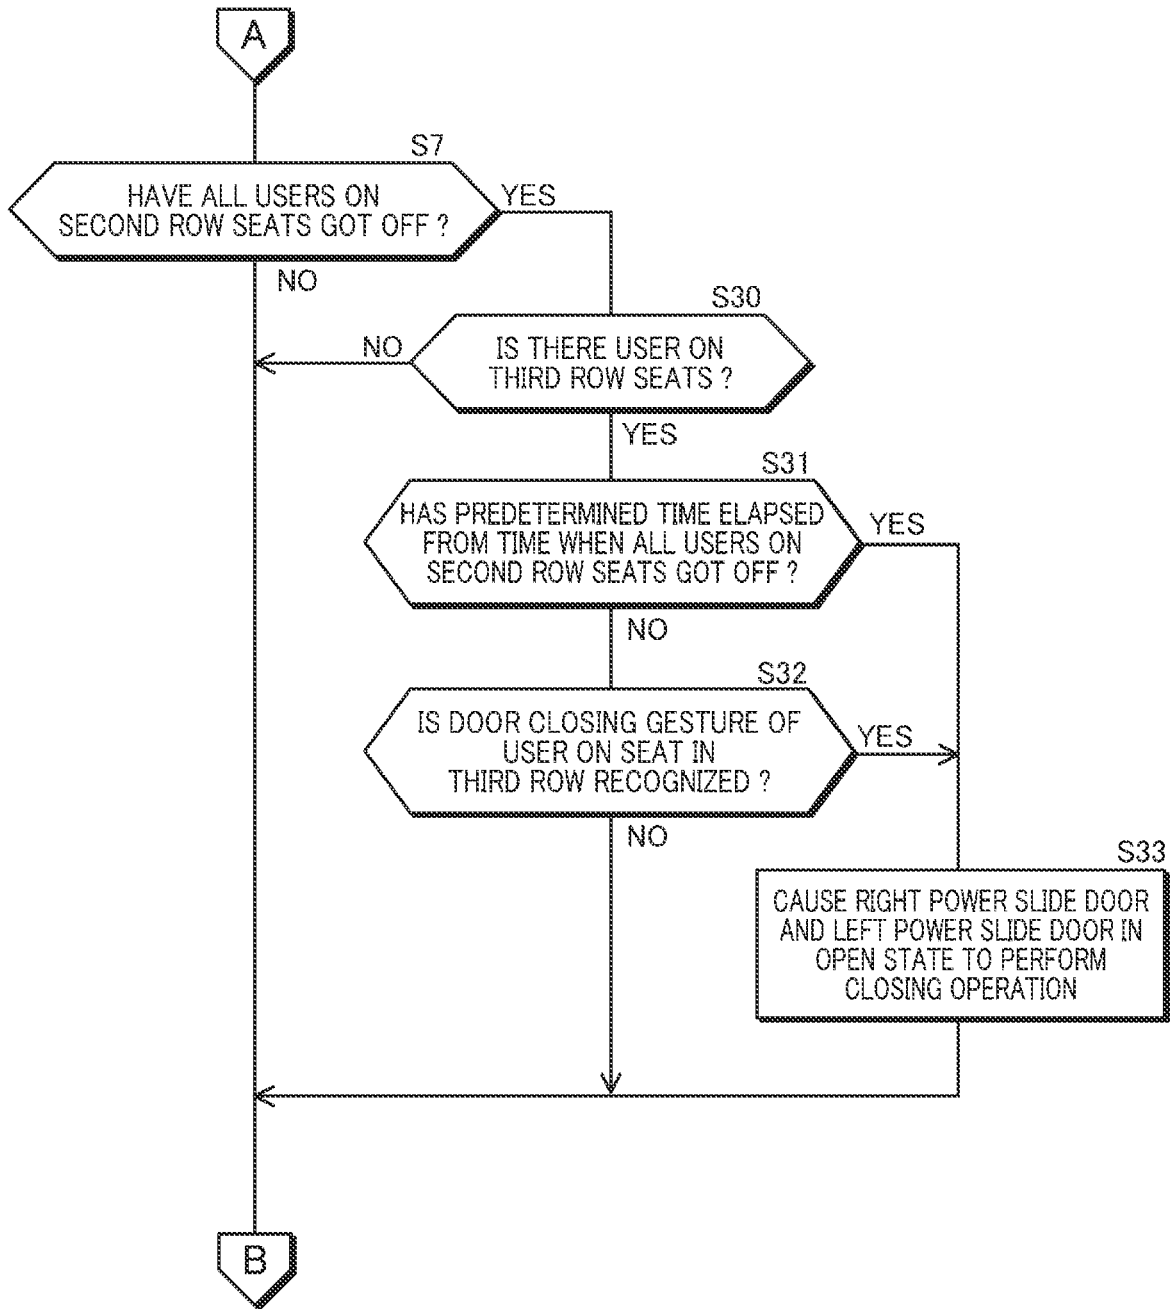 A
S7
HAVE ALL USERS ON
SECOND ROW SEATS GOT OFF ?
YES
NO
S30
NO
IS THERE USER ON
THIRD ROW SEATS ?
YES
S31
HAS PREDETERMINED TIME ELAPSED
FROM TIME WHEN ALL USERS ON
SECOND ROW SEATS GOT OFF ?
YES
NO
S32
IS DOOR CLOSING GESTURE OF
USER ON SEAT IN
THIRD ROW RECOGNIZED ?
YES
NO
S33
CAUSE RIGHT POWER SLIDE DOOR
AND LEFT POWER SLIDE DOOR IN
OPEN STATE TO PERFORM
CLOSING OPERATION
B